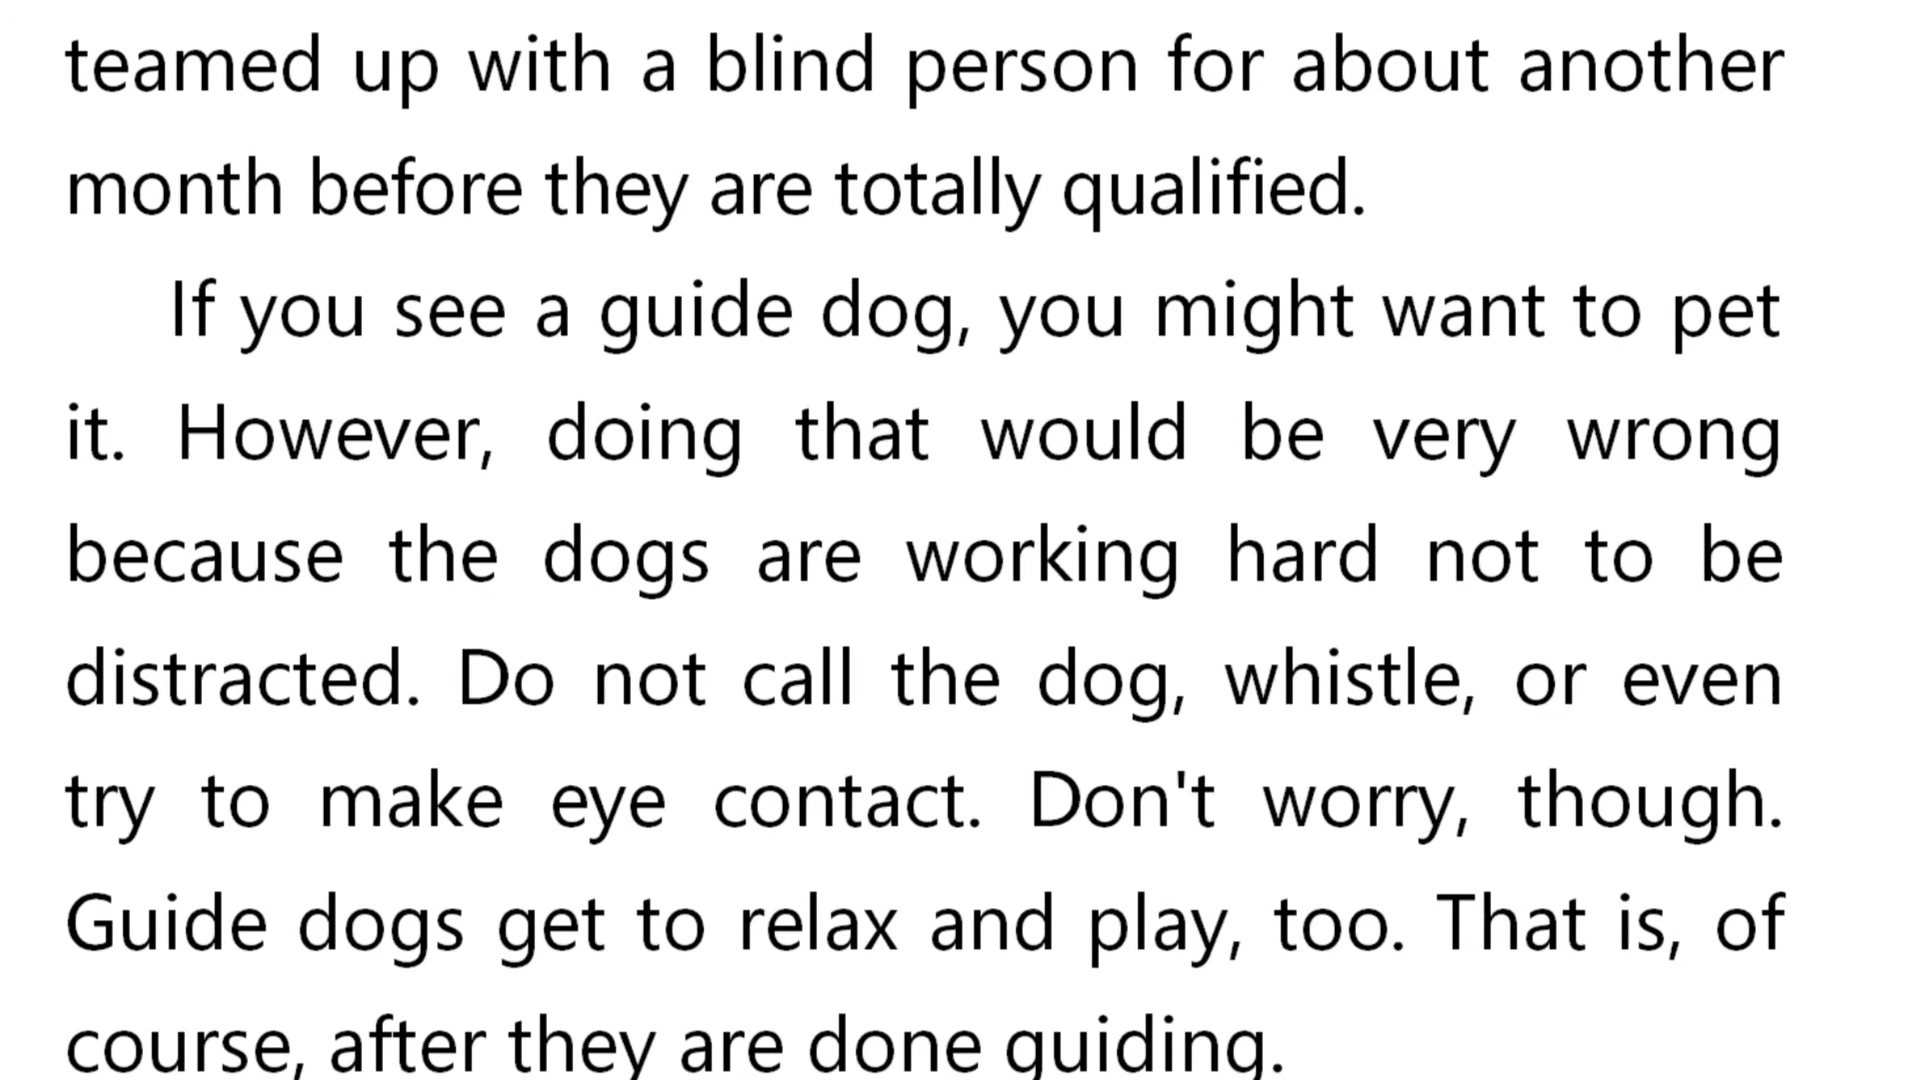 teamed up with a blind person for about another
month before they are totally qualified.
If you see a guide dog, you might want to pet
it. However, doing that would be very wrong
because the dogs are working hard not to be
distracted. Do not call the dog, whistle, or even
try to make eye contact. Don't worry, though.
Guide dogs get to relax and play, too. That is, of
course, after they are done guiding.